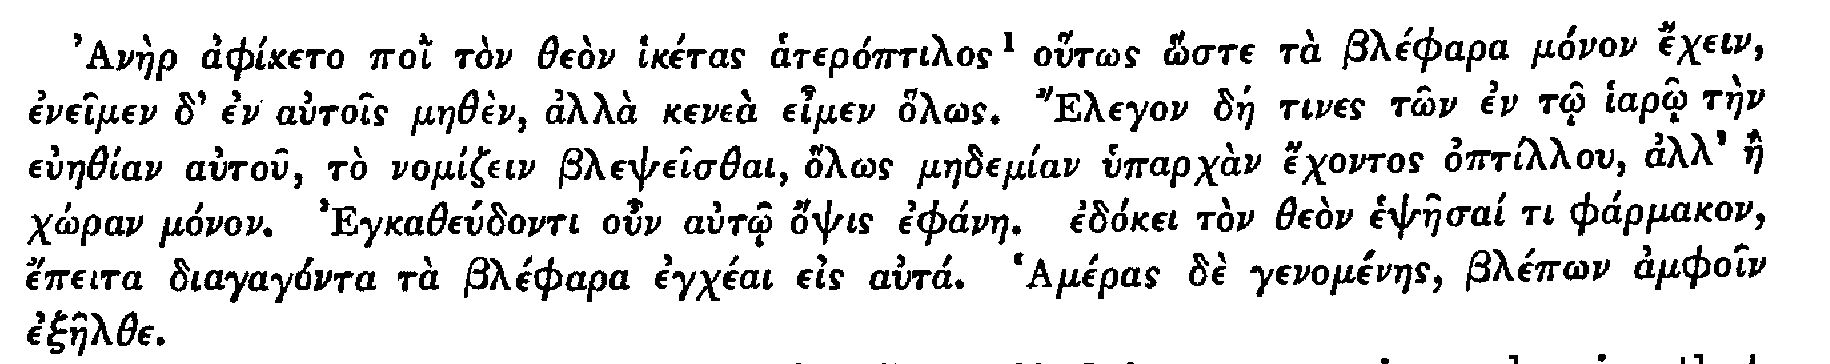 Ἀνὴρ ἀφίκετο ποῒ τὸν θεὸν ἱκέτας ἁτερόπτιλος¹ οὕτως ὥστε τὰ βλέφαρα μόνον ἔχειν,
ἐνεῖμεν δ' ἐν αὐτοῖς μηθὲν, ἀλλὰ κενεὰ εἶμεν ὅλως. Ἔλεγον δή τινες τῶν ἐν τῷ ἱαρῷ τὴν
εὐηθίαν αὐτοῦ, τὸ νομίζειν βλεψεῖσθαι, ὅλως μηδεμίαν ὑπαρχὰν ἔχοντος ὀπτίλλου, ἀλλ' ἢ
χώραν μόνον. Ἐγκαθεύδοντι οὖν αὐτῷ ὄψις ἐφάνη. ἐδόκει τὸν θεὸν ἑψῆσαί τι φάρμακον,
ἔπειτα διαγαγόντα τὰ βλέφαρα ἐγχέαι εἰς αὐτά. Ἁμέρας δὲ γενομένης, βλέπων ἀμφοῖν
ἐξῆλθε.